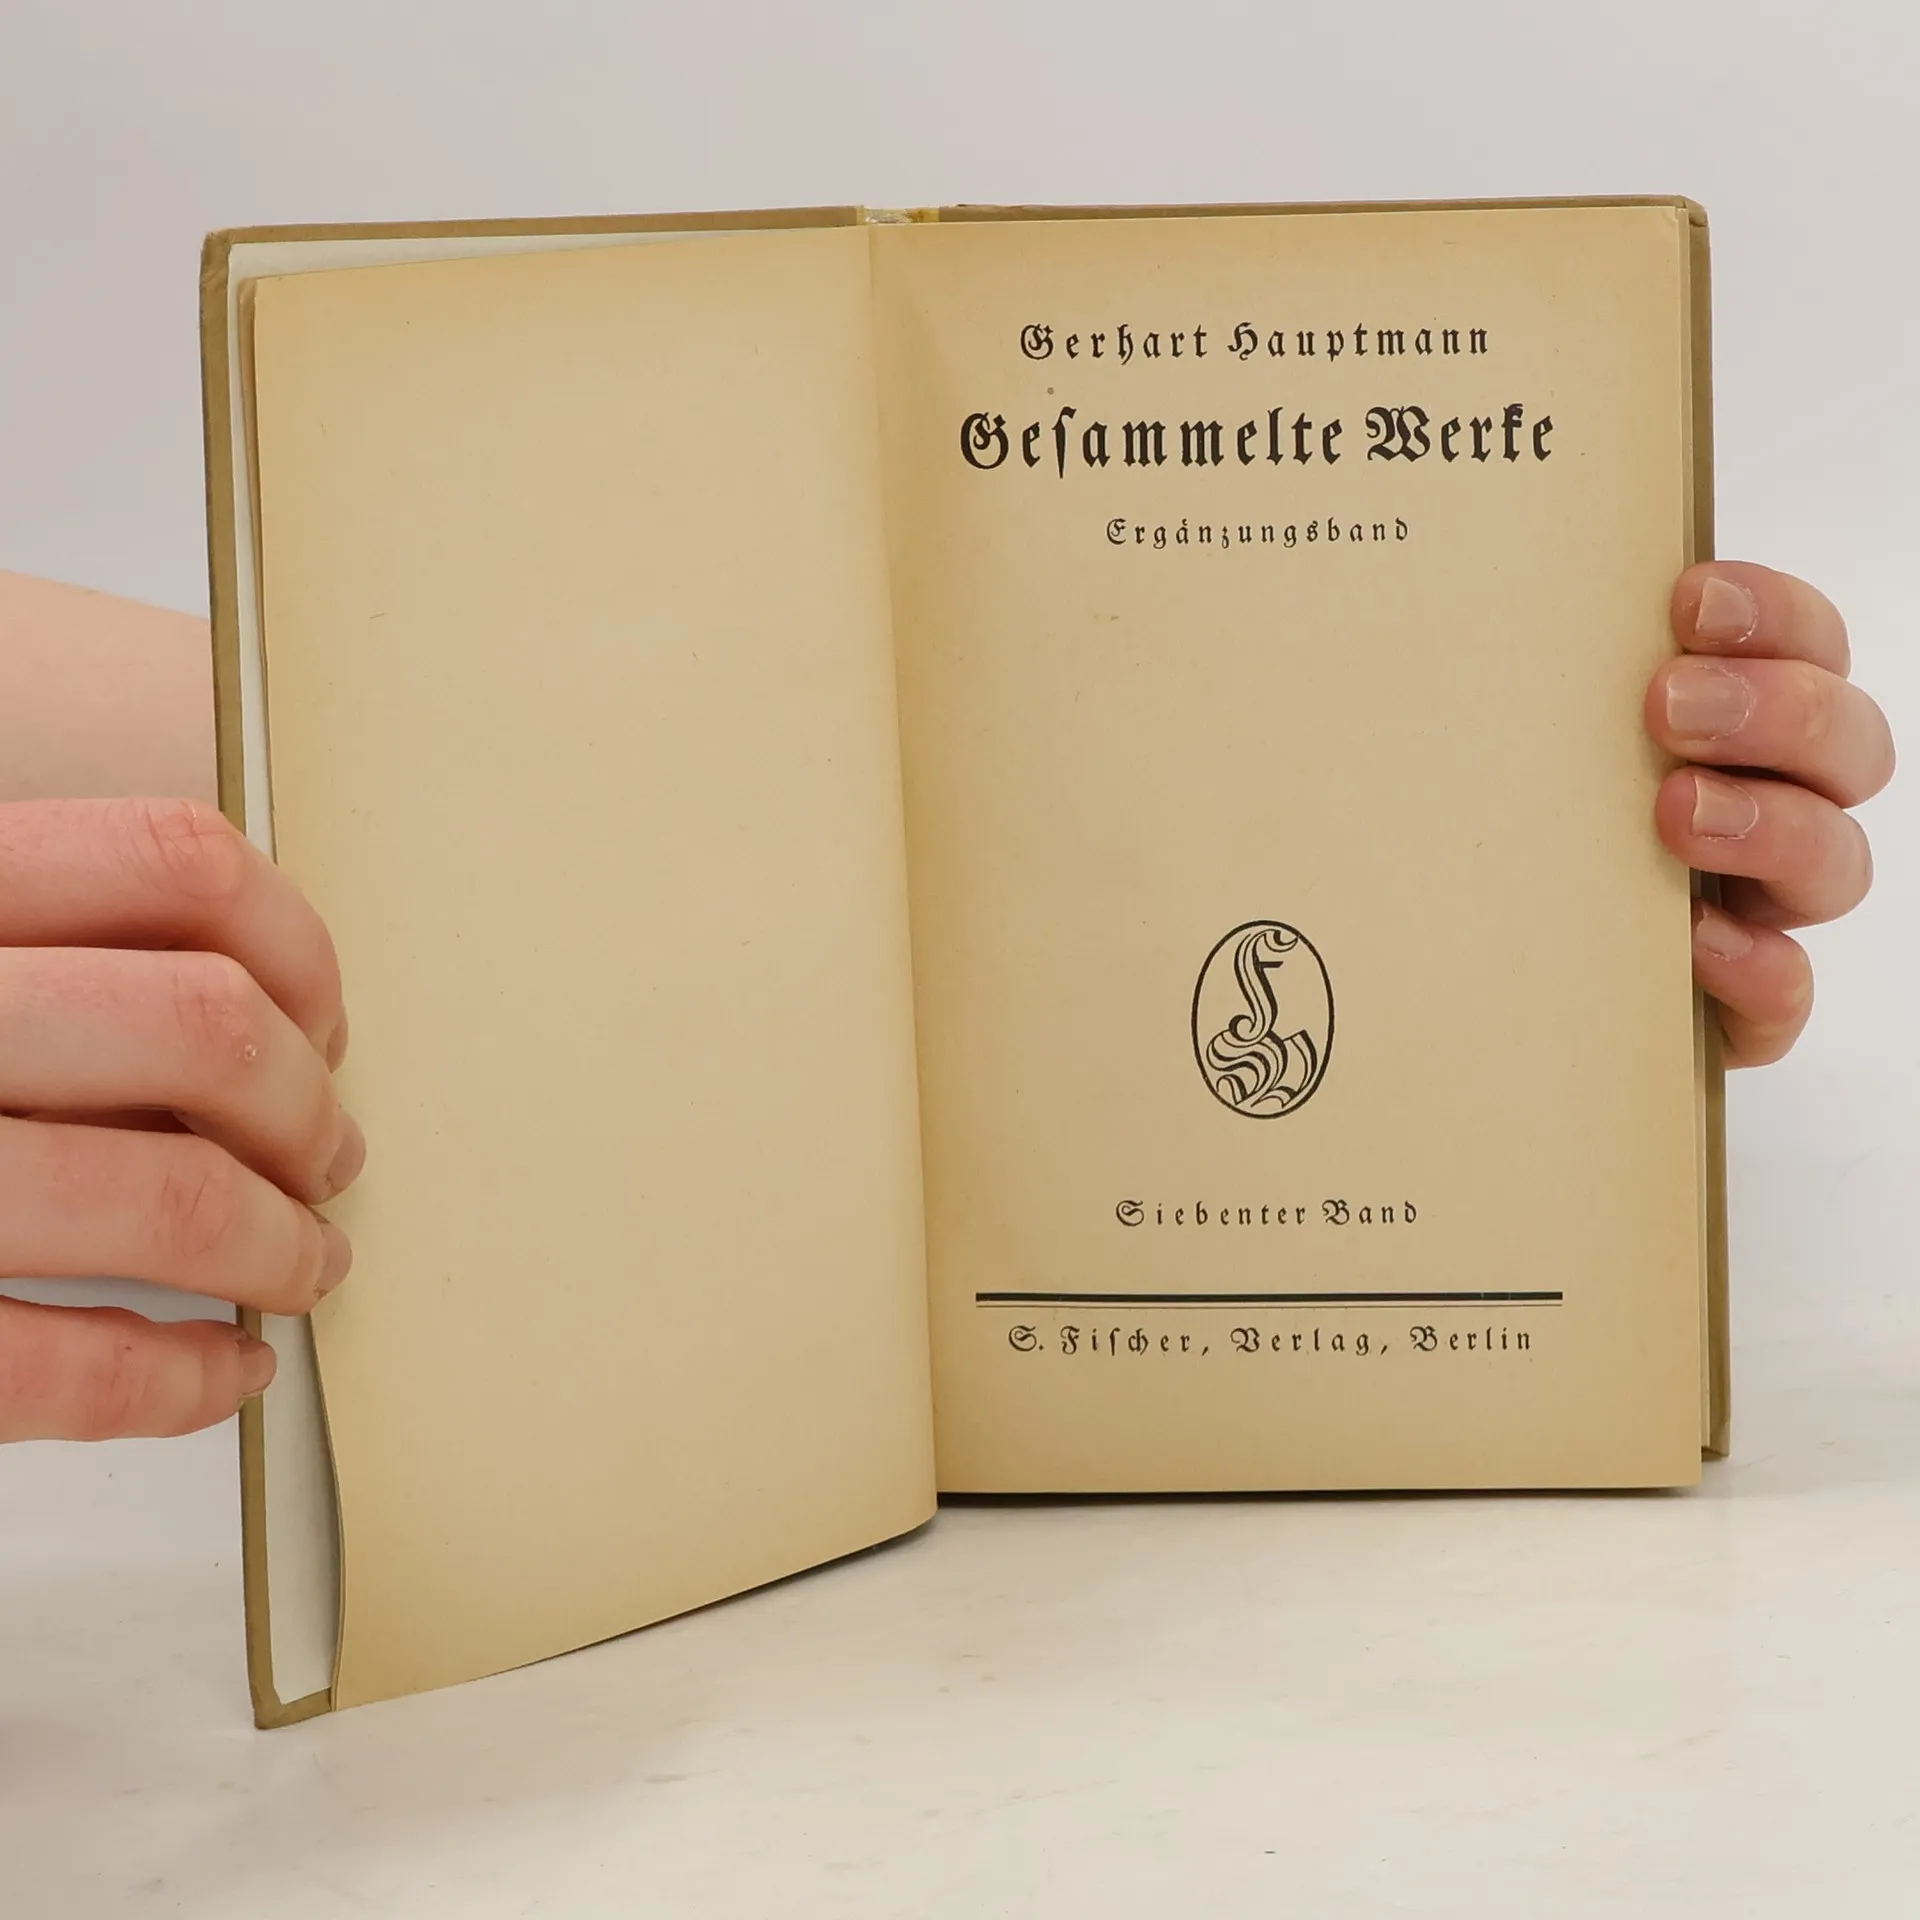 Gerhart Hauptmann
Geſammelte Werke
Ergänzungsband
S. F.
V
Siebenter Band
S. Fiſcher, Verlag, Berlin